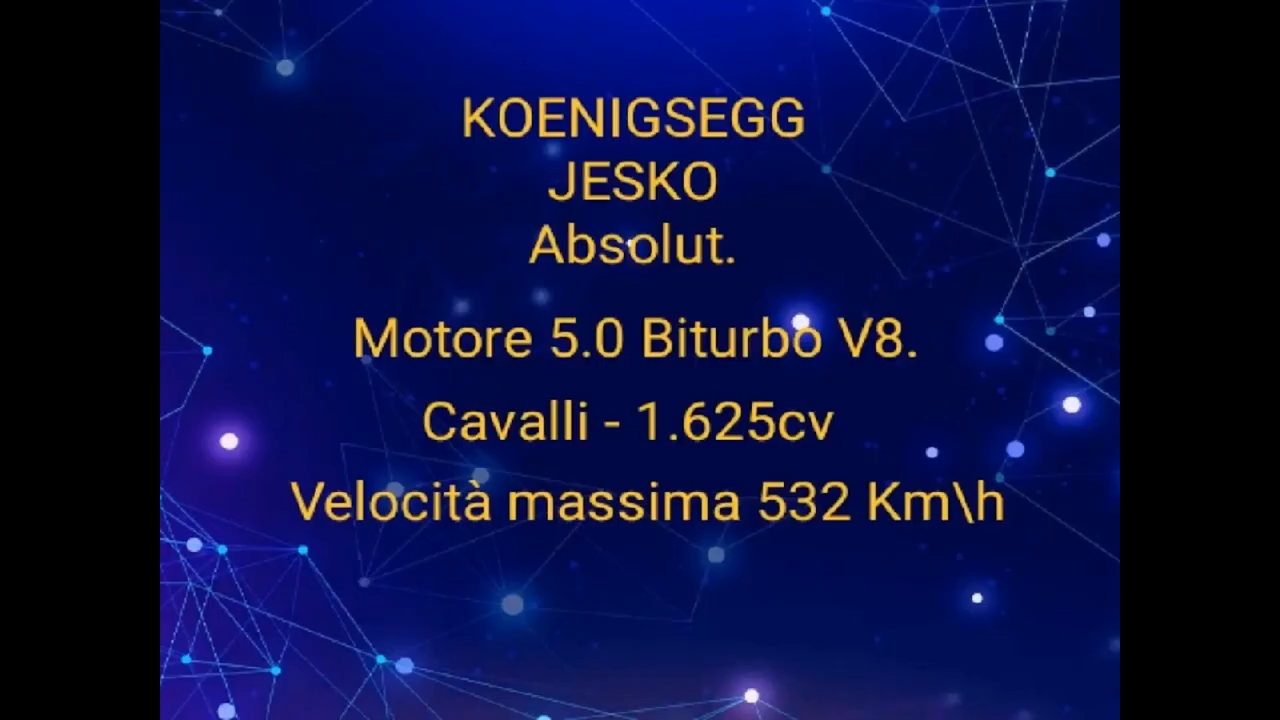 KOENIGSEGG
JESKO
Absolut.
Motore 5.0 Biturbo V8.
Cavalli - 1.625cv
Velocità massima 532 Km\h